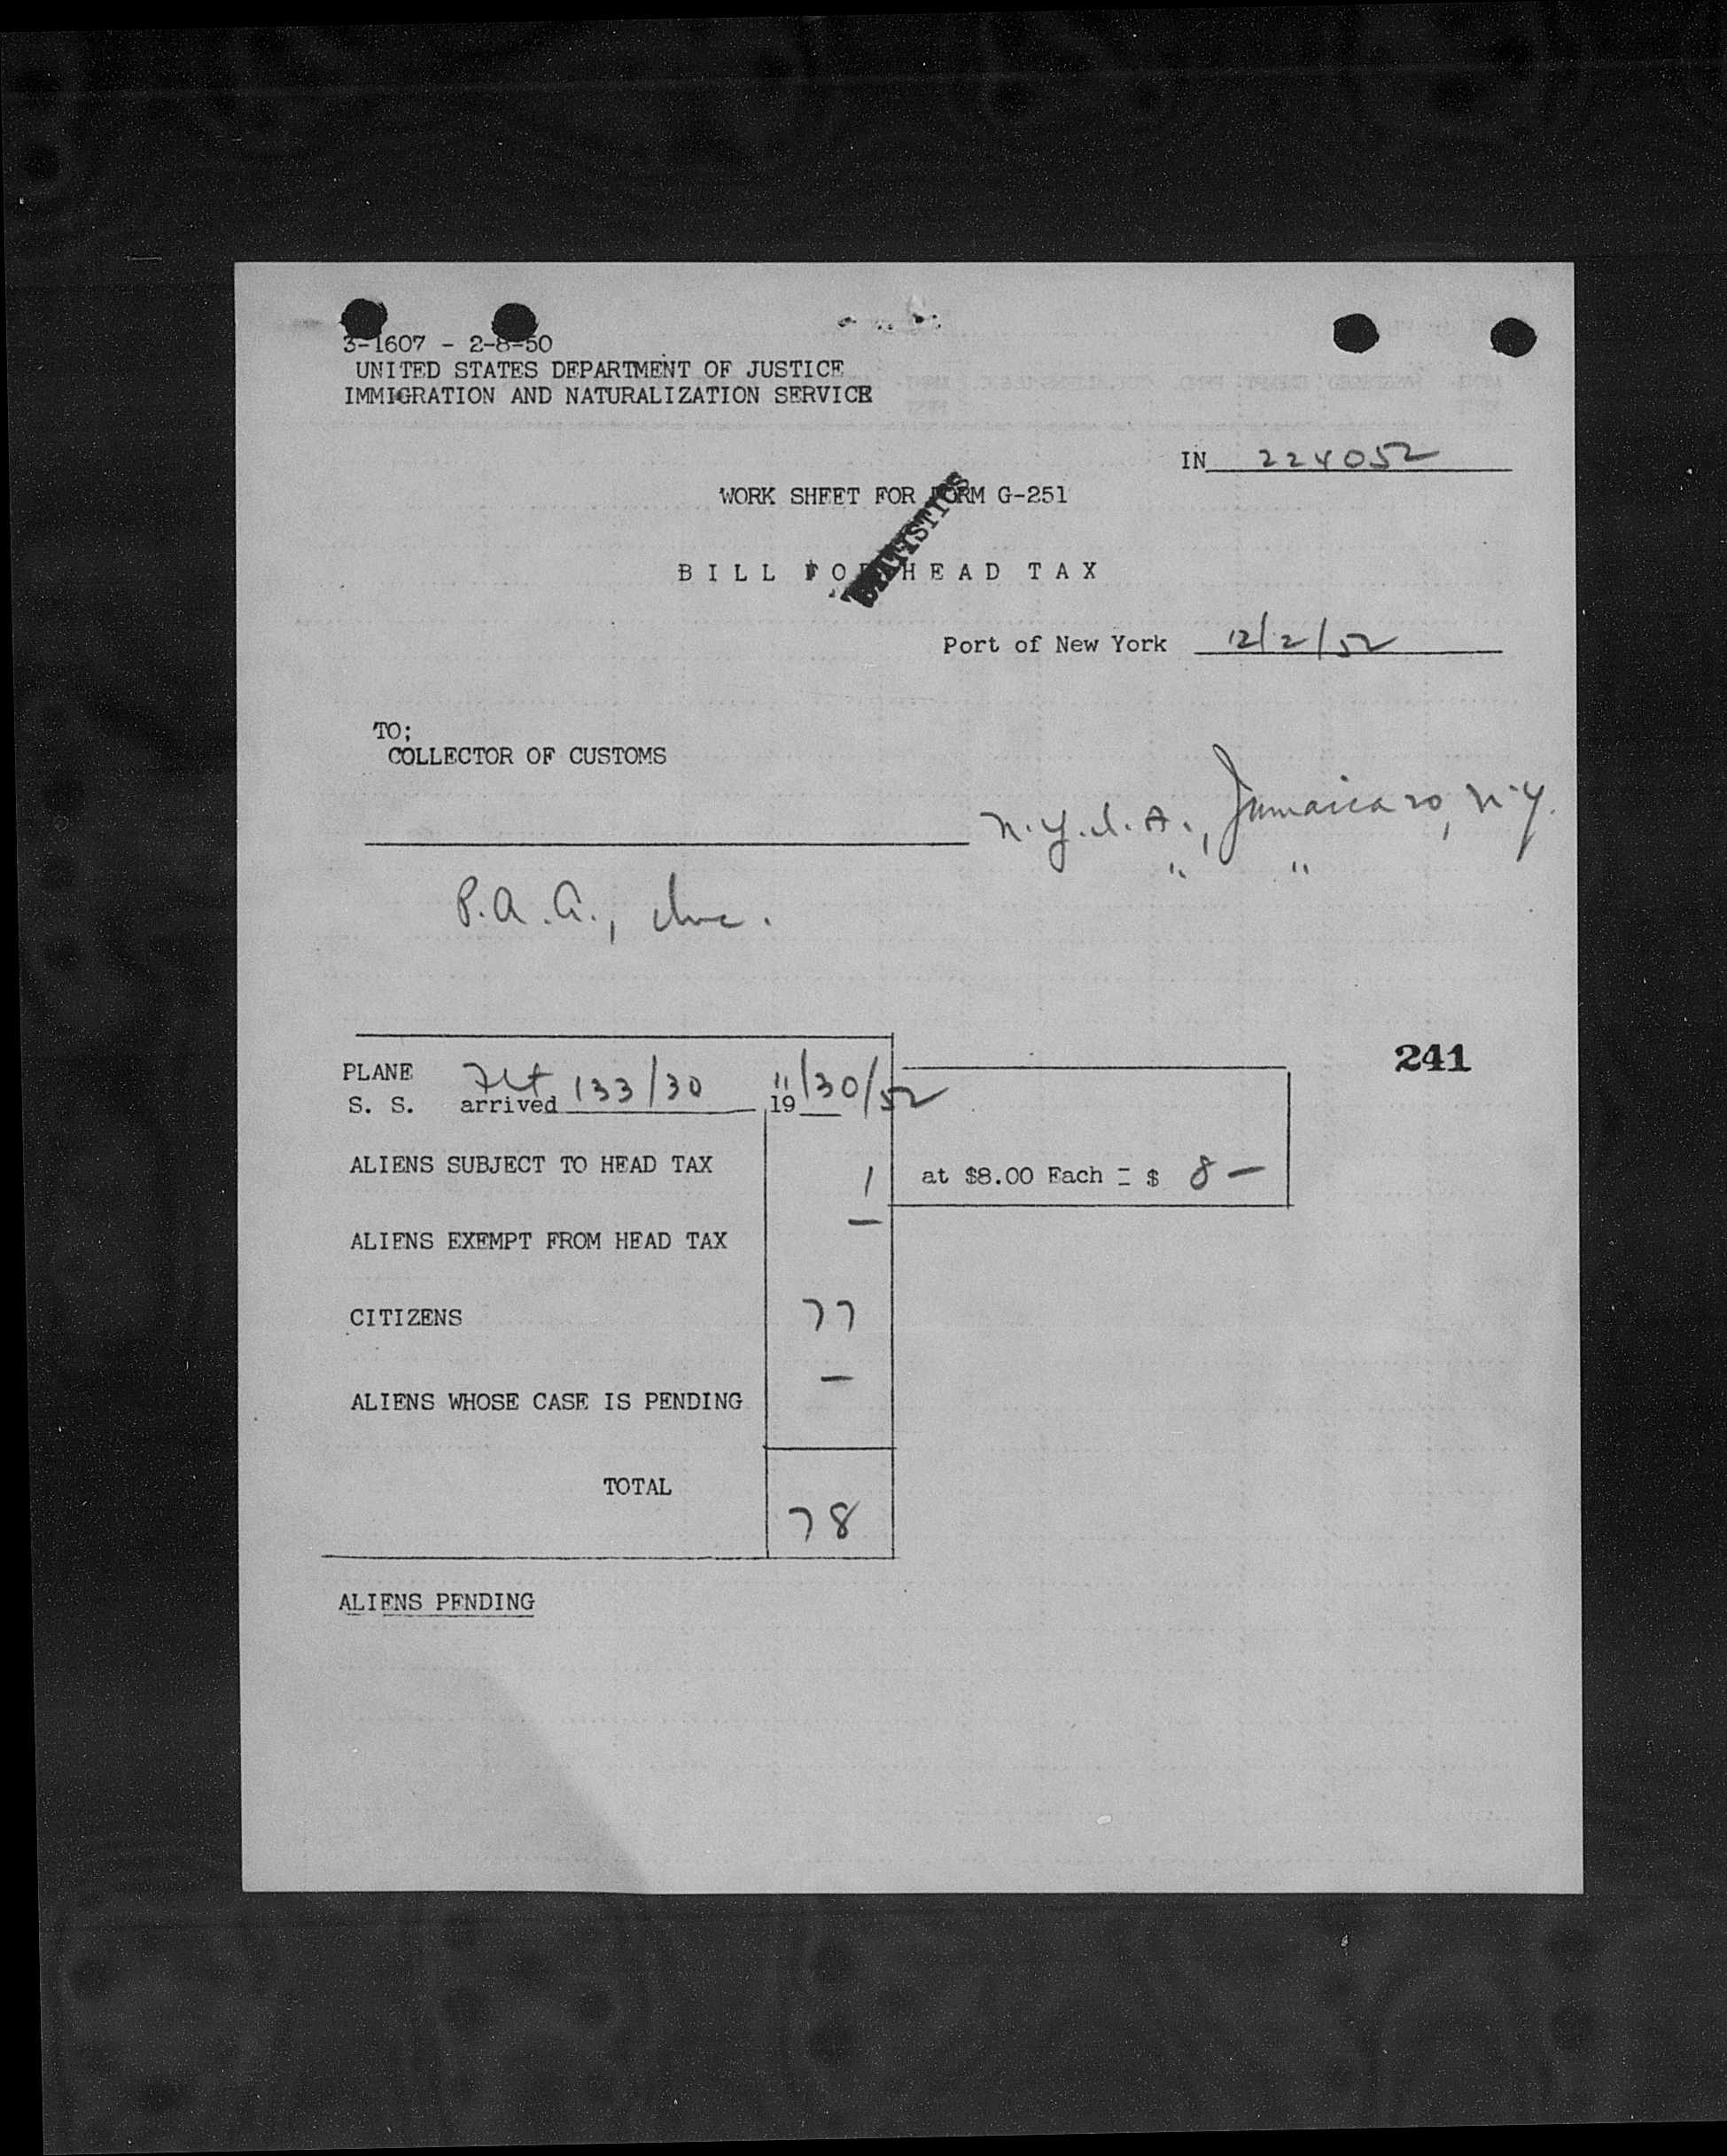 3-1607 - 2-8-50
UNITED STATES DEPARTMENT OF JUSTICE
IMMIGRATION AND NATURALIZATION SERVICE
IN 224052
WORK SHEET FOR FORM G-251
STATISTICS
BILL FOR HEAD TAX
Port of New York 12/2/52
TO;
COLLECTOR OF CUSTOMS
N.Y.I.A., Jamaica 20, N.Y.
" "
P.A.A., Inc.
241
PLANE Flt 133/30 11/30/52
S. S. arrived 19
ALIENS SUBJECT TO HEAD TAX 1 at $8.00 Each = $ 8 —
ALIENS EXEMPT FROM HEAD TAX —
CITIZENS 77
ALIENS WHOSE CASE IS PENDING —
TOTAL 78
ALIENS PENDING